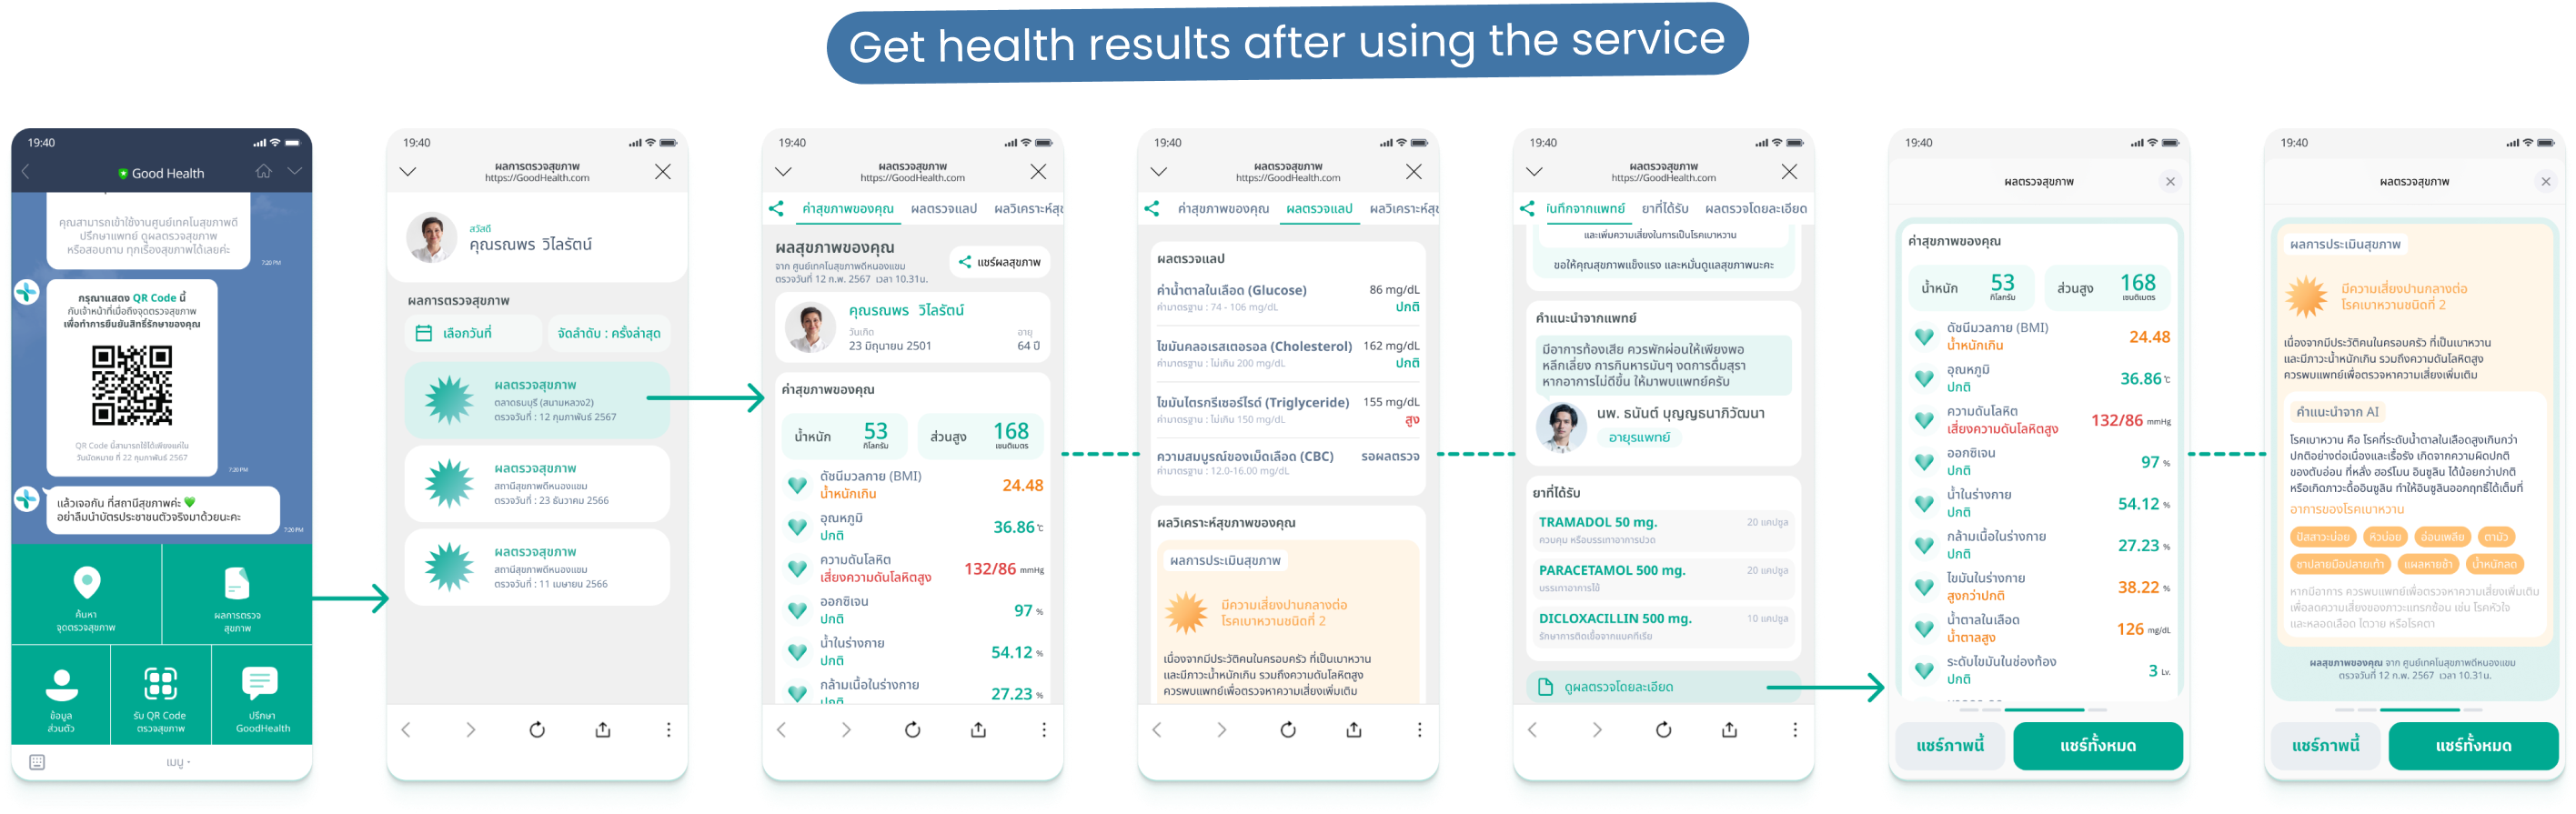 Get health results after using the service
19:40
Good Health
คุณสามารถเข้าใช้งานศูนย์เทคโนโลยีสุขภาพดี
ปรึกษาแพทย์ ดูผลตรวจสุขภาพ
หรือสอบถาม ทุกเรื่องสุขภาพได้เลยค่ะ
7:20 PM
กรุณาแสดง QR Code นี้
กับเจ้าหน้าที่เมื่อถึงจุดตรวจสุขภาพ
เพื่อทำการยืนยันสิทธิ์รักษาของคุณ
QR Code นี้สามารถใช้ได้เพียงแค่ใน
วันนัดหมาย ที่ 22 กุมภาพันธ์ 2567
7:20 PM
แล้วเจอกัน ที่สถานีสุขภาพค่ะ 💚
อย่าลืมนำบัตรประชาชนตัวจริงมาด้วยนะคะ
7:20 PM
ค้นหา
จุดตรวจสุขภาพ
ผลการตรวจ
สุขภาพ
ข้อมูล
ส่วนตัว
รับ QR Code
ตรวจสุขภาพ
ปรึกษา
GoodHealth
เมนู
19:40
ผลการตรวจสุขภาพ
https://GoodHealth.com
สวัสดี
คุณรณพร วิไลรัตน์
ผลการตรวจสุขภาพ
เลือกวันที่
จัดลำดับ : ครั้งล่าสุด
ผลตรวจสุขภาพ
ตลาดธนบุรี (สนามหลวง2)
ตรวจวันที่ : 12 กุมภาพันธ์ 2567
ผลตรวจสุขภาพ
สถานีสุขภาพดีหนองแขม
ตรวจวันที่ : 23 ธันวาคม 2566
ผลตรวจสุขภาพ
สถานีสุขภาพดีหนองแขม
ตรวจวันที่ : 11 เมษายน 2566
19:40
ผลตรวจสุขภาพ
https://GoodHealth.com
ค่าสุขภาพของคุณ ผลตรวจแลป ผลวิเคราะห์สุข
ผลสุขภาพของคุณ
จาก ศูนย์เทคโนสุขภาพดีหนองแขม
ตรวจวันที่ 12 ก.พ. 2567 เวลา 10.31น.
แชร์ผลสุขภาพ
คุณรณพร วิไลรัตน์
วันเกิด
23 มิถุนายน 2501
อายุ
64 ปี
ค่าสุขภาพของคุณ
น้ำหนัก
53
กิโลกรัม
ส่วนสูง
168
เซนติเมตร
ดัชนีมวลกาย (BMI)
น้ำหนักเกิน
24.48
อุณหภูมิ
ปกติ
36.86 °C
ความดันโลหิต
เสี่ยงความดันโลหิตสูง
132/86 mmHg
ออกซิเจน
ปกติ
97 %
น้ำในร่างกาย
ปกติ
54.12 %
กล้ามเนื้อในร่างกาย
ปกติ
27.23 %
19:40
ผลตรวจสุขภาพ
https://GoodHealth.com
ค่าสุขภาพของคุณ ผลตรวจแลป ผลวิเคราะห์สุข
ผลตรวจแลป
ค่าน้ำตาลในเลือด (Glucose)
86 mg/dL
ค่ามาตรฐาน : 74 - 106 mg/dL
ปกติ
ไขมันคลอเรสเตอรอล (Cholesterol)
162 mg/dL
ค่ามาตรฐาน : ไม่เกิน 200 mg/dL
ปกติ
ไขมันไตรกรีเซอร์ไรด์ (Triglyceride)
155 mg/dL
ค่ามาตรฐาน : ไม่เกิน 150 mg/dL
สูง
ความสมบูรณ์ของเม็ดเลือด (CBC)
รอผลตรวจ
ค่ามาตรฐาน : 12.0-16.00 mg/dL
ผลวิเคราะห์สุขภาพของคุณ
ผลการประเมินสุขภาพ
มีความเสี่ยงปานกลางต่อ
โรคเบาหวานชนิดที่ 2
เนื่องจากมีประวัติคนในครอบครัว ที่เป็นเบาหวาน
และมีภาวะน้ำหนักเกิน รวมถึงความดันโลหิตสูง
ควรพบแพทย์เพื่อตรวจหาความเสี่ยงเพิ่มเติม
19:40
ผลตรวจสุขภาพ
https://GoodHealth.com
ันทึกจากแพทย์ ยาที่ได้รับ ผลตรวจโดยละเอียด
และเพิ่มความเสี่ยงในการเป็นโรคเบาหวาน
ขอให้คุณสุขภาพแข็งแรง และหมั่นดูแลสุขภาพนะคะ
คำแนะนำจากแพทย์
มีอาการท้องเสีย ควรพักผ่อนให้เพียงพอ
หลีกเลี่ยง การกินหารมันๆ งดการดื่มสุรา
หากอาการไม่ดีขึ้น ให้มาพบแพทย์ครับ
นพ. ธนันต์ บุญญธนาภิวัฒนา
อายุรแพทย์
ยาที่ได้รับ
TRAMADOL 50 mg.
20 แคปซูล
ควบคุม หรือบรรเทาอาการปวด
PARACETAMOL 500 mg.
20 แคปซูล
บรรเทาอาการไข้
DICLOXACILLIN 500 mg.
10 แคปซูล
รักษาการติดเชื้อจากแบคทีเรีย
ดูผลตรวจโดยละเอียด
19:40
ผลตรวจสุขภาพ
ค่าสุขภาพของคุณ
น้ำหนัก
53
กิโลกรัม
ส่วนสูง
168
เซนติเมตร
ดัชนีมวลกาย (BMI)
น้ำหนักเกิน
24.48
อุณหภูมิ
ปกติ
36.86 °C
ความดันโลหิต
เสี่ยงความดันโลหิตสูง
132/86 mmHg
ออกซิเจน
ปกติ
97 %
น้ำในร่างกาย
ปกติ
54.12 %
กล้ามเนื้อในร่างกาย
ปกติ
27.23 %
ไขมันในร่างกาย
สูงกว่าปกติ
38.22 %
น้ำตาลในเลือด
น้ำตาลสูง
126 mg/dL
ระดับไขมันในช่องท้อง
ปกติ
3 Lv.
แชร์ภาพนี้
แชร์ทั้งหมด
19:40
ผลตรวจสุขภาพ
ผลการประเมินสุขภาพ
มีความเสี่ยงปานกลางต่อ
โรคเบาหวานชนิดที่ 2
เนื่องจากมีประวัติคนในครอบครัว ที่เป็นเบาหวาน
และมีภาวะน้ำหนักเกิน รวมถึงความดันโลหิตสูง
ควรพบแพทย์เพื่อตรวจหาความเสี่ยงเพิ่มเติม
คำแนะนำจาก AI
โรคเบาหวาน คือ โรคที่ระดับน้ำตาลในเลือดสูงเกินกว่า
ปกติอย่างต่อเนื่องและเรื้อรัง เกิดจากความผิดปกติ
ของตับอ่อน ที่หลั่ง ฮอร์โมน อินซูลิน ได้น้อยกว่าปกติ
หรือเกิดภาวะดื้ออินซูลิน ทำให้อินซูลินออกฤทธิ์ได้เต็มที่
อาการของโรคเบาหวาน
ปัสสาวะบ่อย หิวบ่อย อ่อนเพลีย ตามัว
ชาปลายมือปลายเท้า แผลหายช้า น้ำหนักลด
หากมีอาการ ควรพบแพทย์เพื่อตรวจหาความเสี่ยงเพิ่มเติม
เพื่อลดความเสี่ยงของภาวะแทรกซ้อน เช่น โรคหัวใจ
และหลอดเลือด ไตวาย หรือโรคตา
ผลสุขภาพของคุณ จาก ศูนย์เทคโนสุขภาพดีหนองแขม
ตรวจวันที่ 12 ก.พ. 2567 เวลา 10.31น.
แชร์ภาพนี้
แชร์ทั้งหมด